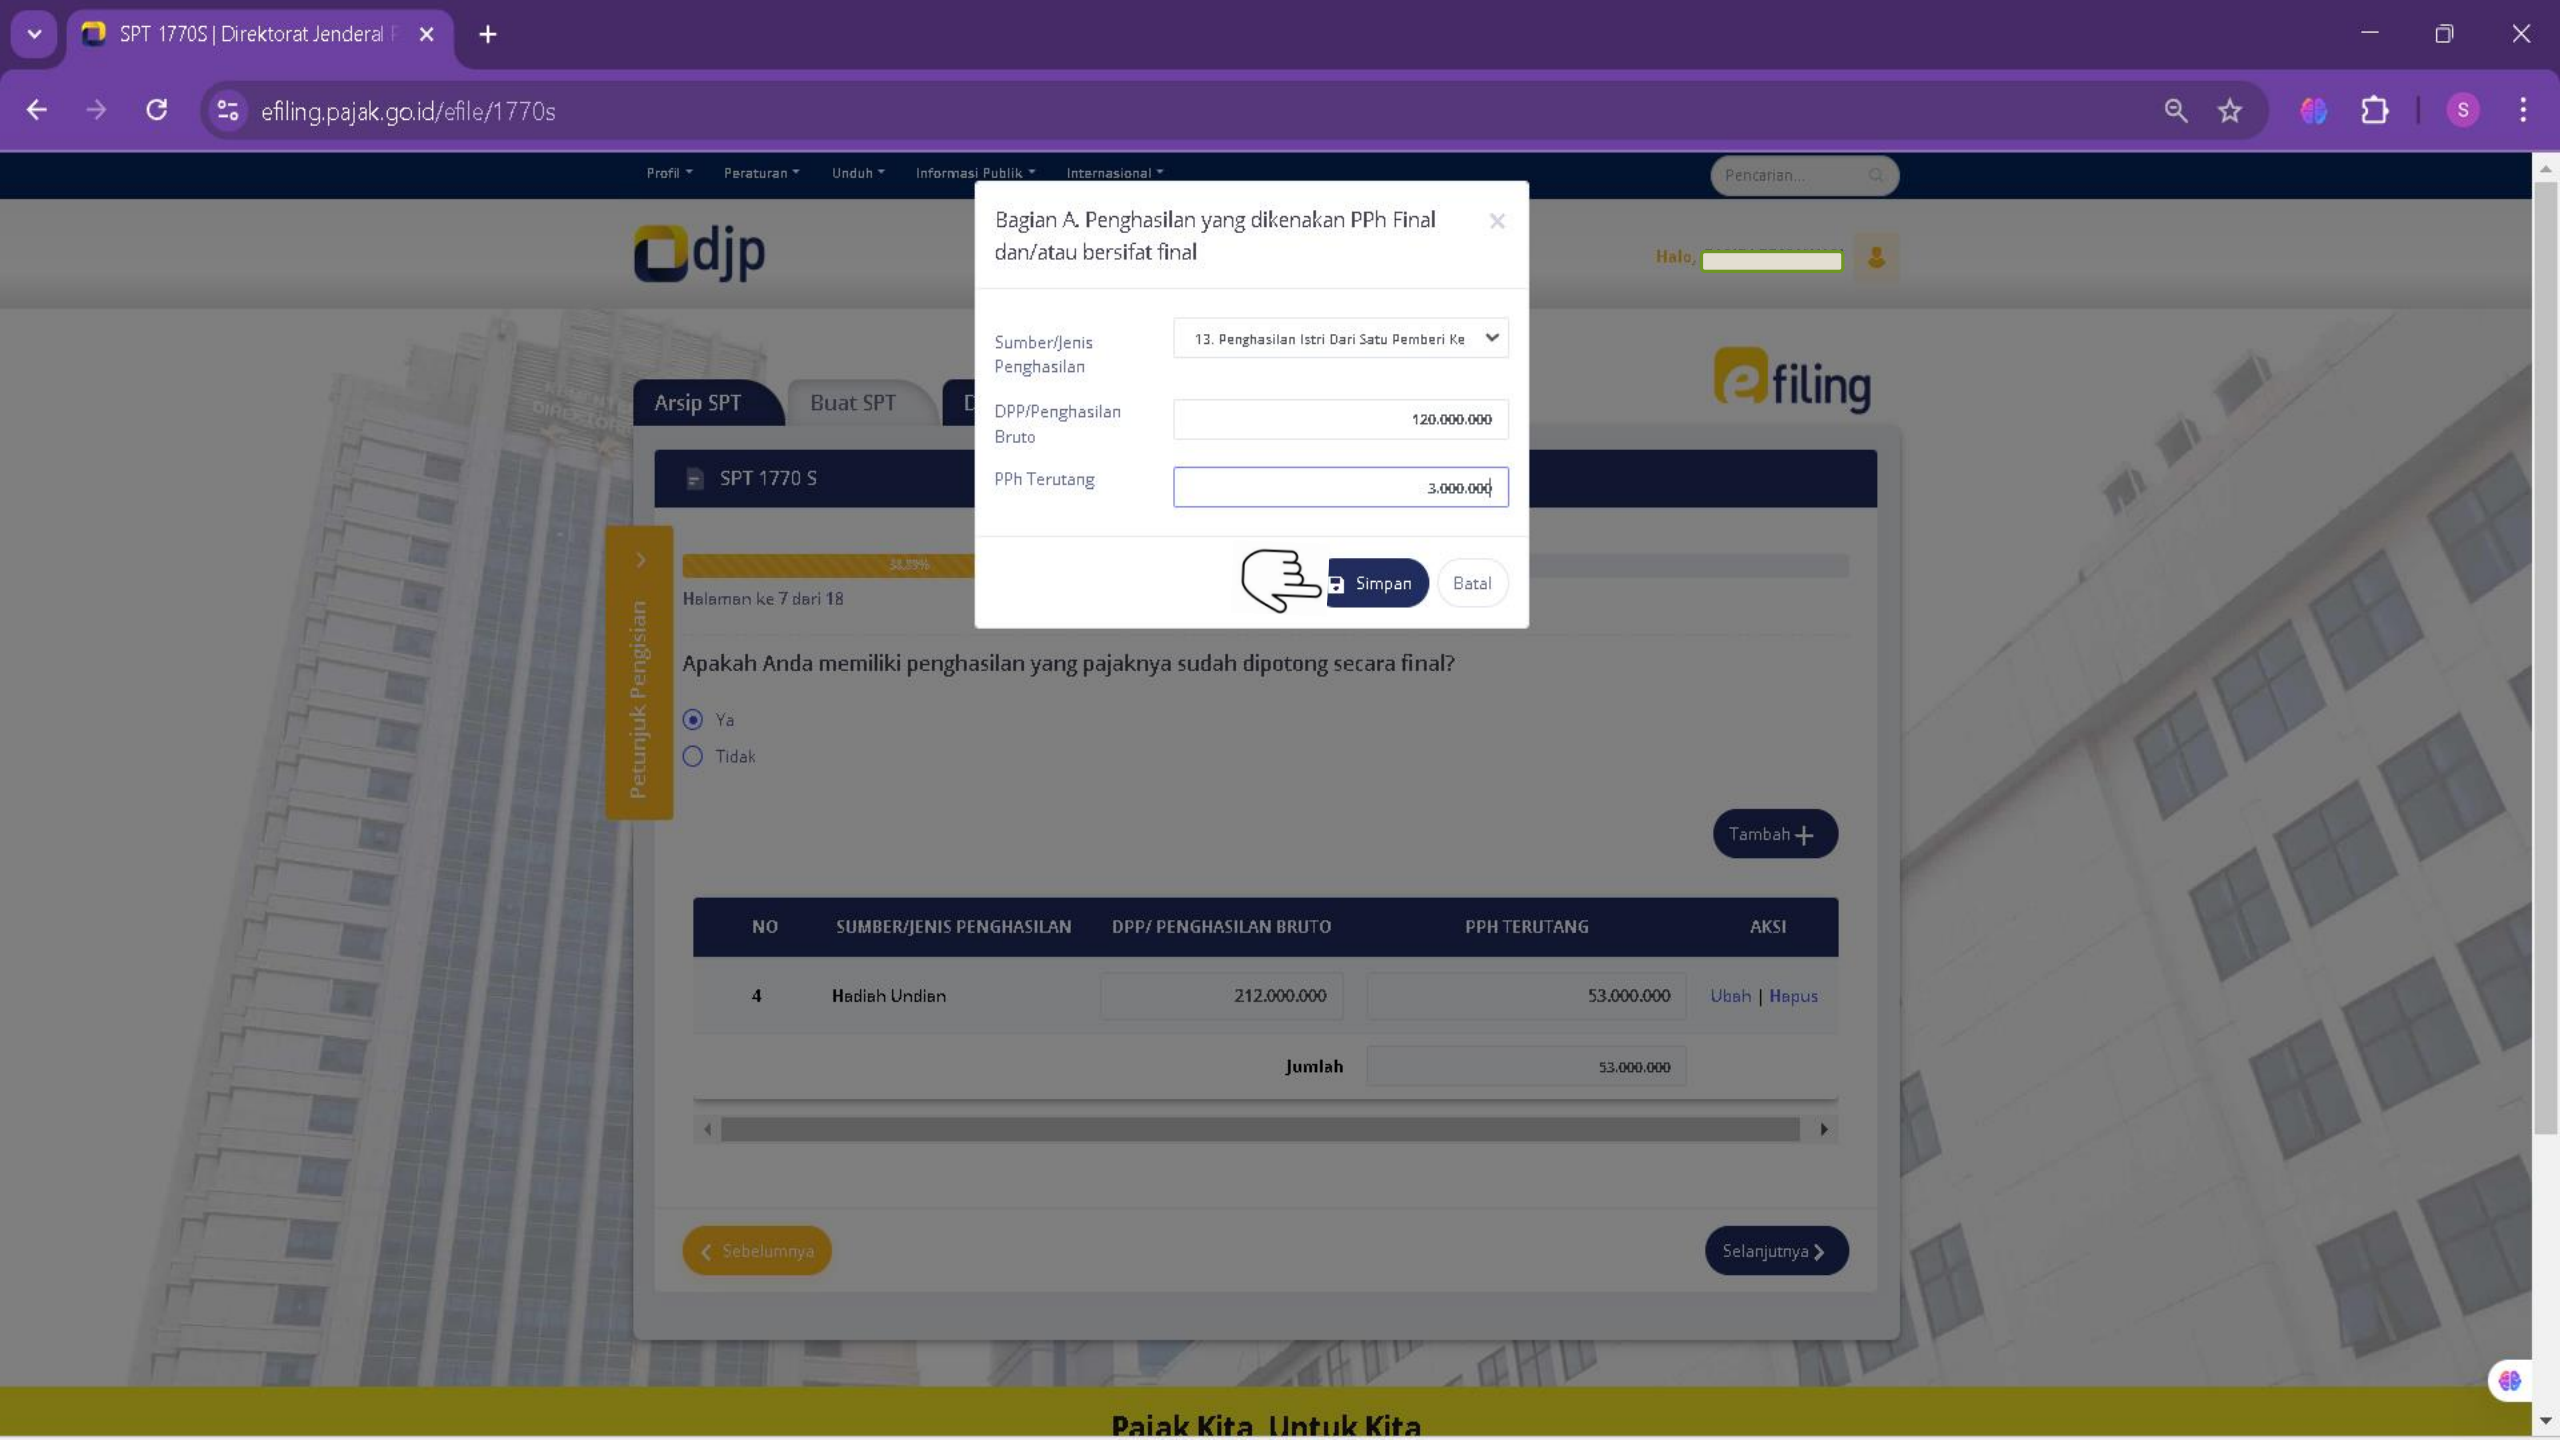 SPT 1770S | Direktorat Jenderal
efiling.pajak.go.id/efile/1770s
S
Profil
Peraturan
Unduh
Informasi Publik
Internasional
Pencarian...
djp
Halo,
Bagian A. Penghasilan yang dikenakan PPh Final
dan/atau bersifat final
Sumber/Jenis
Penghasilan
13. Penghasilan Istri Dari Satu Pemberi Ke
DPP/Penghasilan
Bruto
120.000.000
PPh Terutang
3.000.000
Simpan
Batal
efiling
Arsip SPT
Buat SPT
D
SPT 1770 S
38,89%
Halaman ke 7 dari 18
Petunjuk Pengisian
Apakah Anda memiliki penghasilan yang pajaknya sudah dipotong secara final?
Ya
Tidak
Tambah
NO SUMBER/JENIS PENGHASILAN DPP/ PENGHASILAN BRUTO PPH TERUTANG AKSI
4 Hadiah Undian 212.000.000 53.000.000 Ubah | Hapus
Jumlah 53.000.000
Sebelumnya
Selanjutnya
Pajak Kita, Untuk Kita